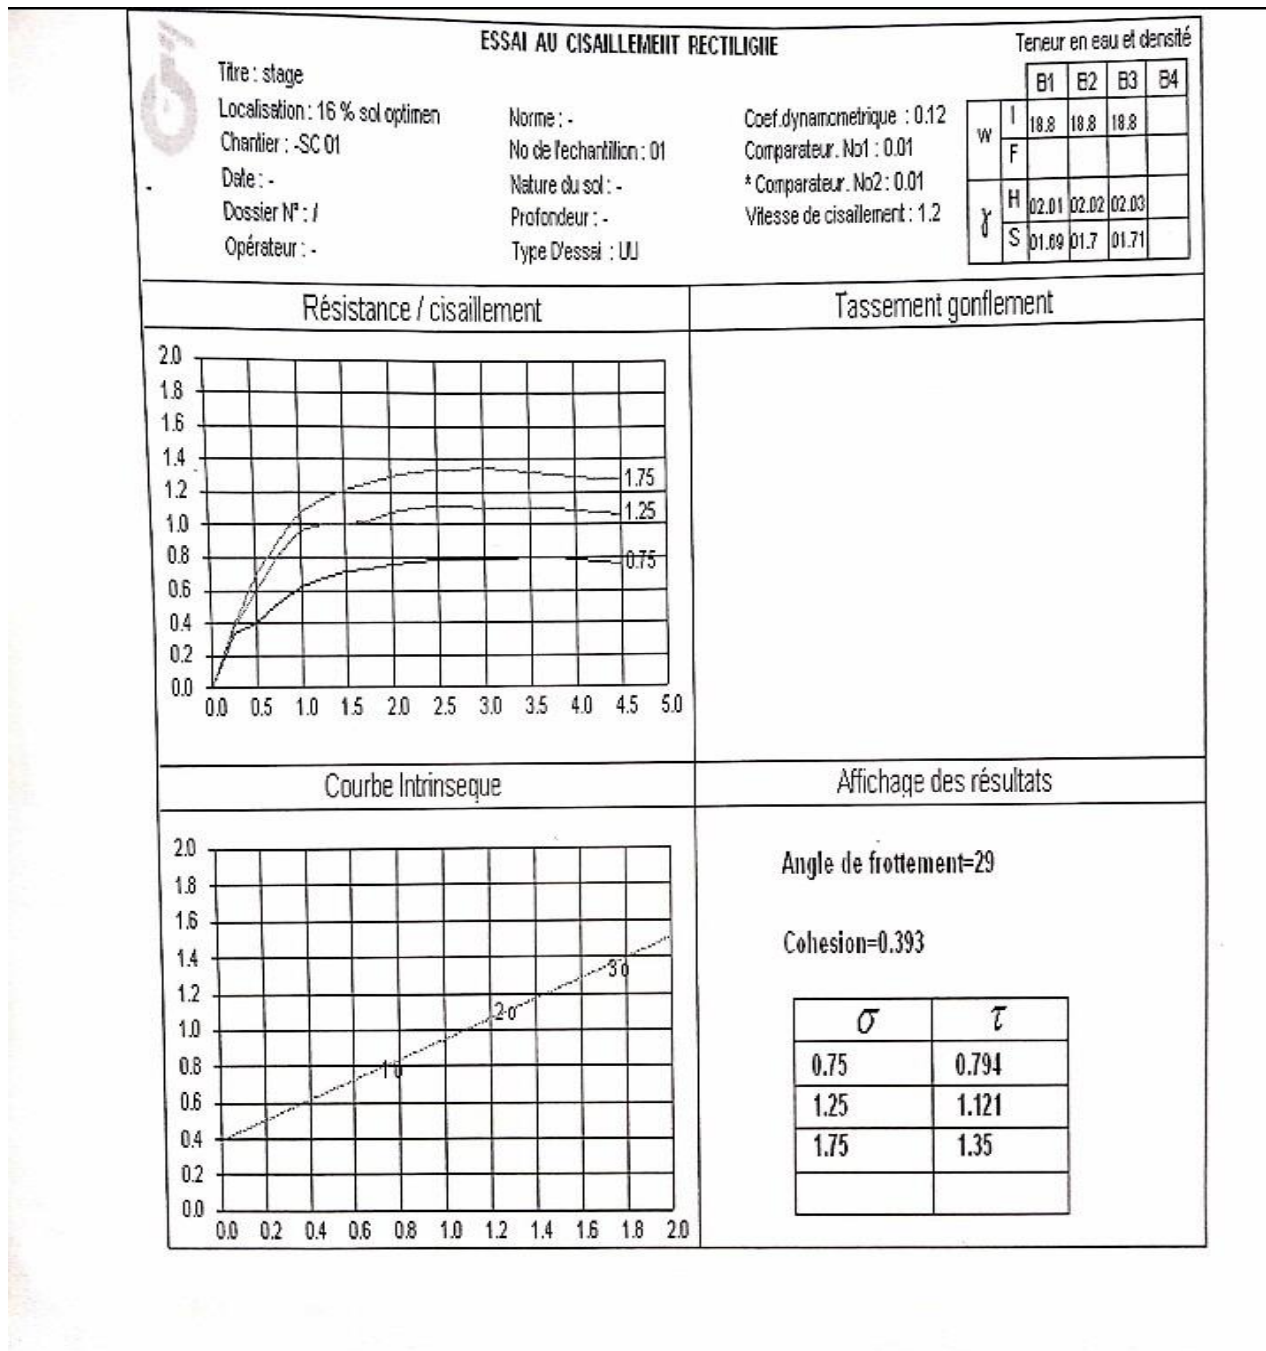 ESSAI AU CISAILLEMENT RECTILIGNE
Titre : stage
Localisation : 16 % sol optimen
Chantier : -SC 01
Date : -
Dossier N° : /
Opérateur : -
Norme : -
No de l'echantillion : 01
Nature du sol : -
Profondeur : -
Type D'essai : UU
Coef.dynamometrique : 0.12
Comparateur. No1 : 0.01
* Comparateur. No2 : 0.01
Vitesse de cisaillement : 1.2
Teneur en eau et densité
B1 B2 B3 B4
W I 18.8 18.8 18.8
F
γ H 02.01 02.02 02.03
S 01.69 01.7 01.71
Résistance / cisaillement
2.0
1.8
1.6
1.4
1.2
1.0
0.8
0.6
0.4
0.2
0.0
1.75
1.25
0.75
0.0 0.5 1.0 1.5 2.0 2.5 3.0 3.5 4.0 4.5 5.0
Tassement gonflement
Courbe Intrinseque
2.0
1.8
1.6
1.4
1.2
1.0
0.8
0.6
0.4
0.2
0.0
1 o
2 o
3 o
0.0 0.2 0.4 0.6 0.8 1.0 1.2 1.4 1.6 1.8 2.0
Affichage des résultats
Angle de frottement=29
Cohesion=0.393
σ τ
0.75 0.794
1.25 1.121
1.75 1.35